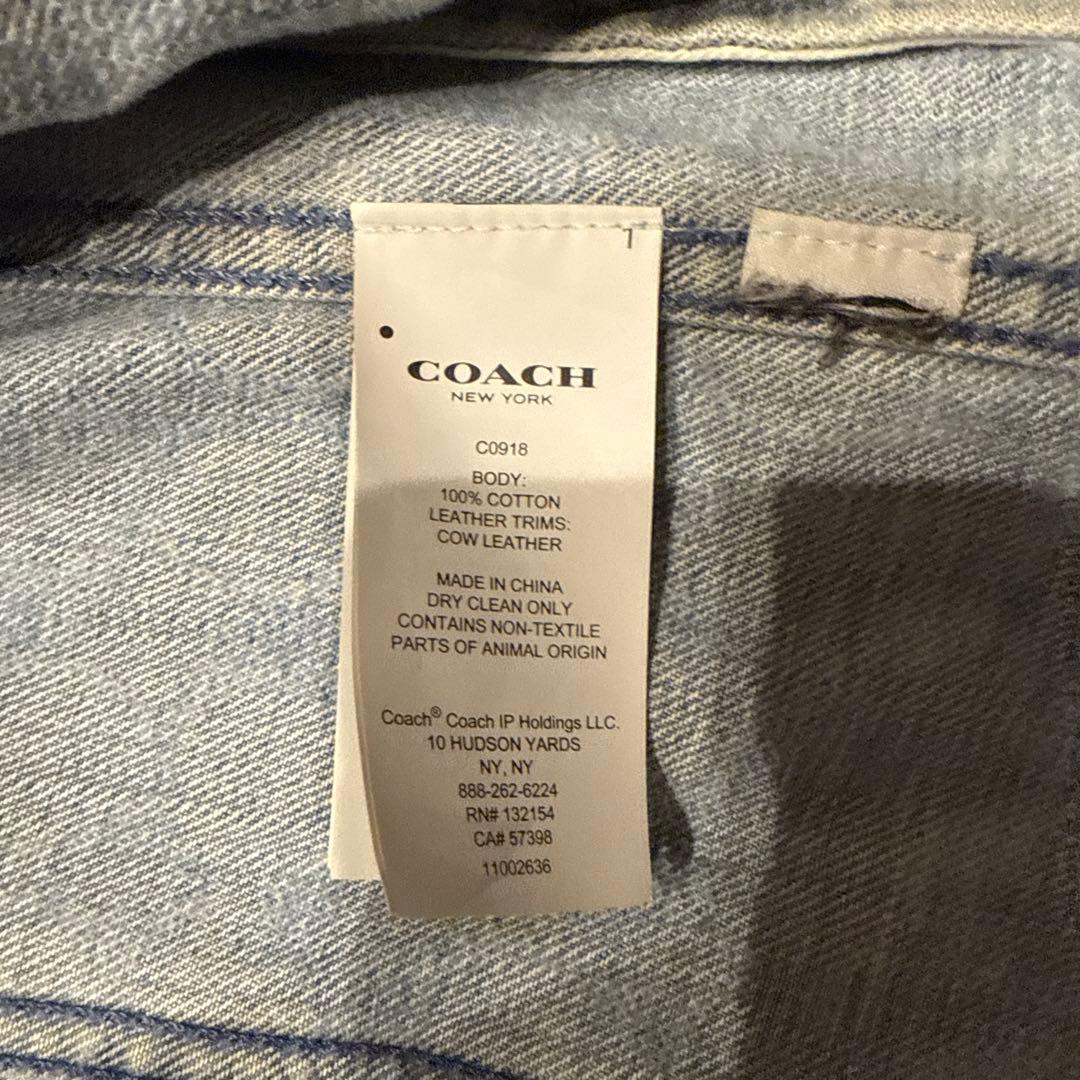 COACH
NEW YORK
C0918
BODY:
100% COTTON
LEATHER TRIMS:
COW LEATHER
MADE IN CHINA
DRY CLEAN ONLY
CONTAINS NON-TEXTILE
PARTS OF ANIMAL ORIGIN
Coach® Coach IP Holdings LLC.
10 HUDSON YARDS
NY, NY
888-262-6224
RN# 132154
CA# 57398
11002636